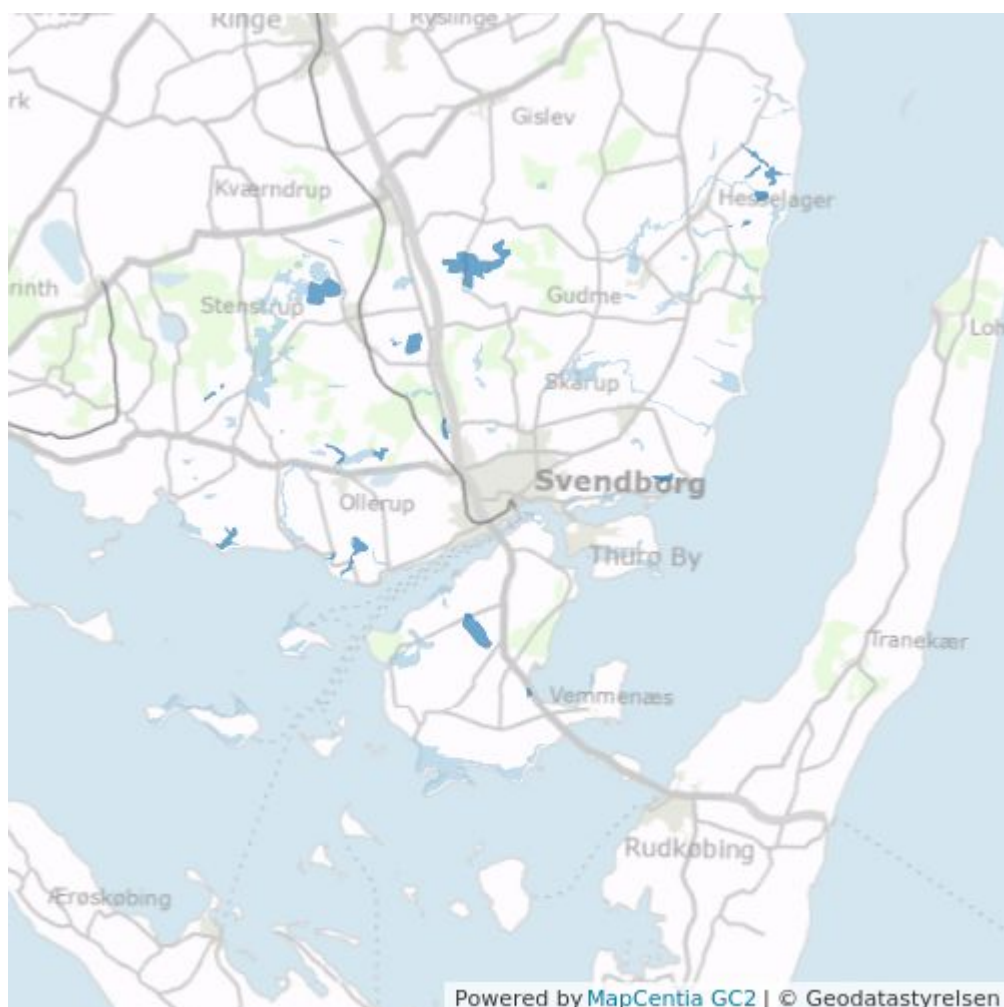 Ringe
Ryslinge
Gislev
Kværndrup
Hesselager
Stenstrup
Gudme
Skårup
Svendborg
Ollerup
Thurø By
Tranekær
Vemmenæs
Rudkøbing
Ærøskøbing
Powered by MapCentia GC2 | © Geodatastyrelsen